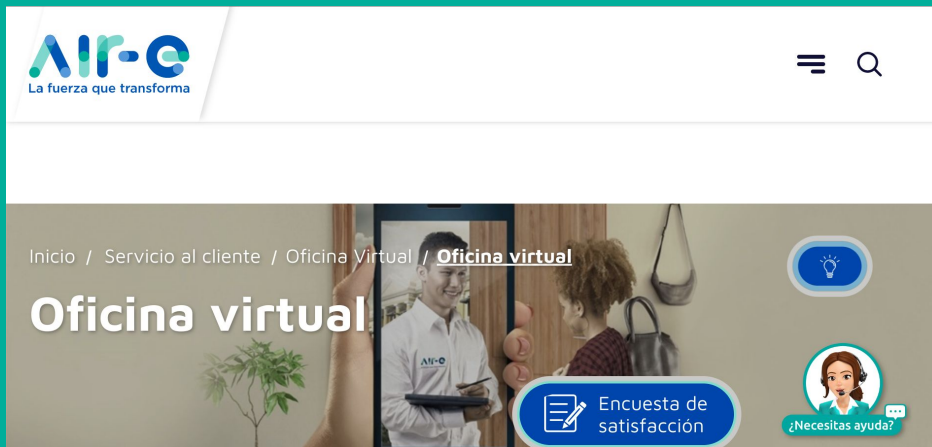 AIr-e
La fuerza que transforma
Inicio / Servicio al cliente / Oficina Virtual / Oficina virtual
Oficina virtual
AIr-e
Encuesta de
satisfacción
¿Necesitas ayuda?